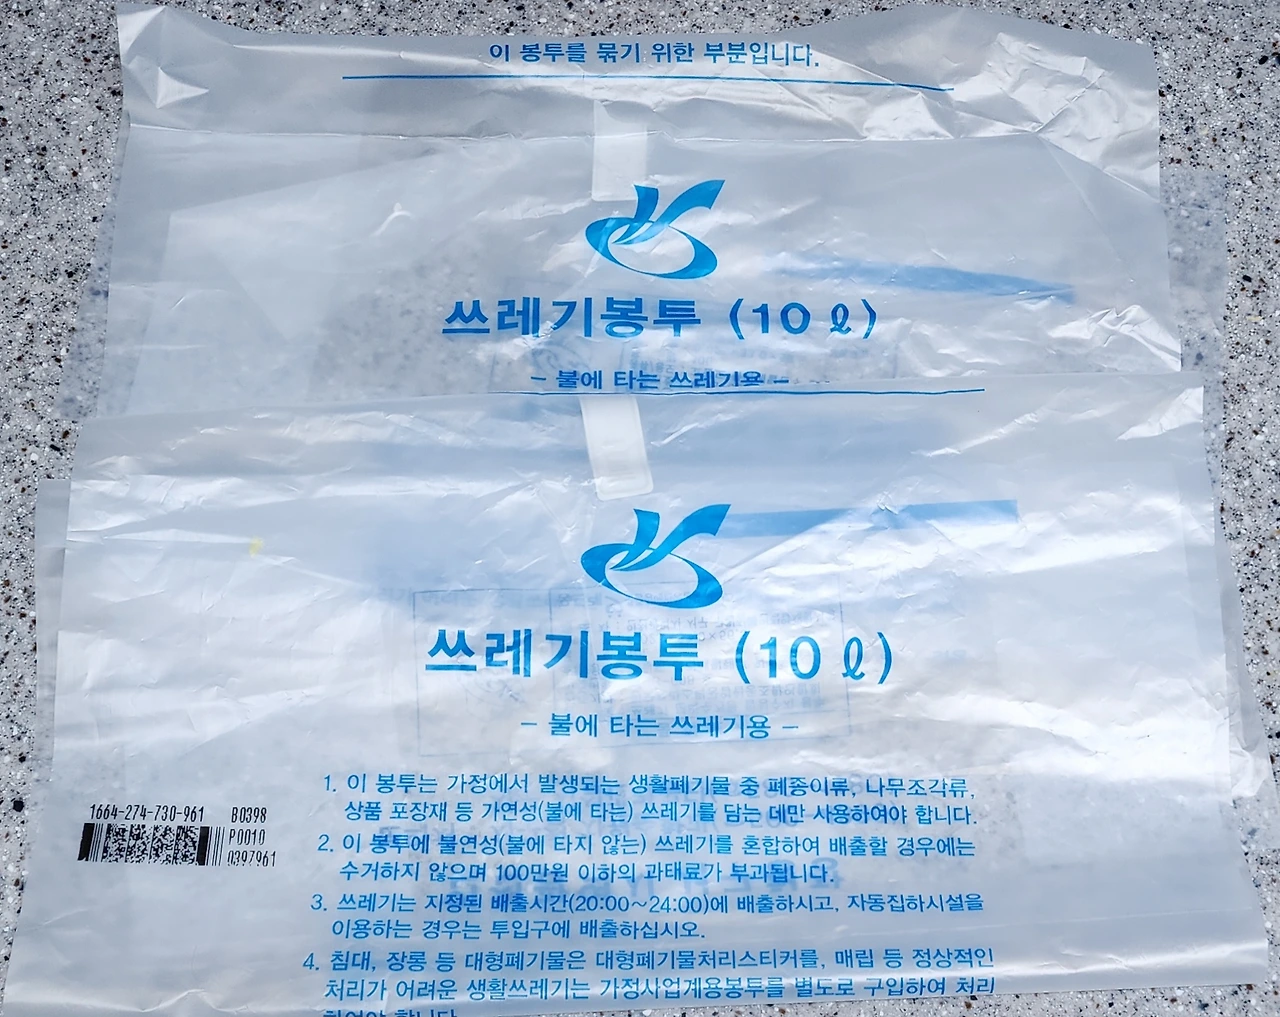 이 봉투를 묶기 위한 부분입니다.
쓰레기봉투 (10 ℓ)
- 불에 타는 쓰레기용 -
쓰레기봉투 (10 ℓ)
- 불에 타는 쓰레기용 -
1. 이 봉투는 가정에서 발생되는 생활폐기물 중 폐종이류, 나무조각류,
상품 포장재 등 가연성(불에 타는) 쓰레기를 담는 데만 사용하여야 합니다.
2. 이 봉투에 불연성(불에 타지 않는) 쓰레기를 혼합하여 배출할 경우에는
수거하지 않으며 100만원 이하의 과태료가 부과됩니다.
3. 쓰레기는 지정된 배출시간(20:00~24:00)에 배출하시고, 자동집하시설을
이용하는 경우는 투입구에 배출하십시오.
4. 침대, 장롱 등 대형폐기물은 대형폐기물처리스티커를, 매립 등 정상적인
처리가 어려운 생활쓰레기는 가정사업계용봉투를 별도로 구입하여 처리
하여야 합니다.
1664-274-730-961 B0398
P0010
0397961